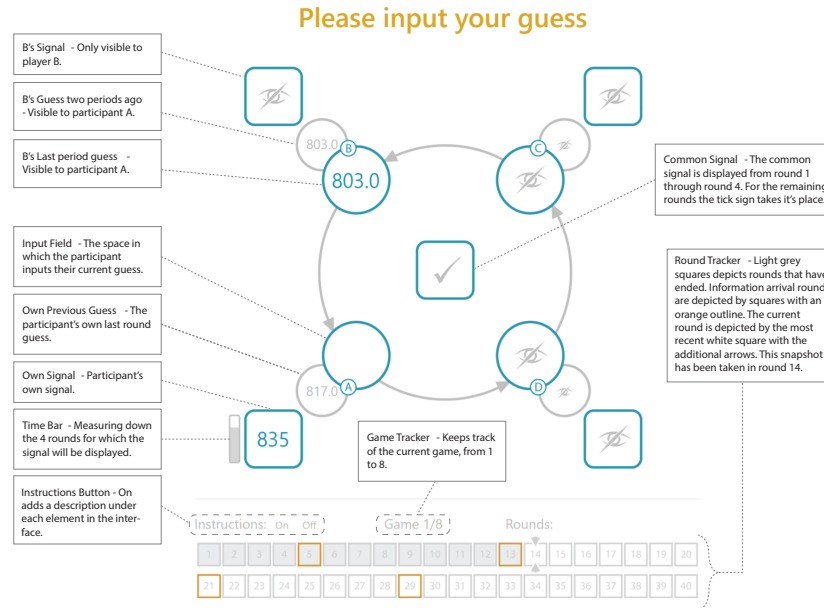 Please input your guess
B's Signal - Only visible to
player B.
B's Guess two periods ago
- Visible to participant A.
B's Last period guess -
Visible to participant A.
803.0
B
803.0
C
Common Signal - The common
signal is displayed from round 1
through round 4. For the remaining
rounds the tick sign takes it's place.
Input Field - The space in
which the participant
inputs their current guess.
Own Previous Guess - The
participant's own last round
guess.
Own Signal - Participant's
own signal.
Time Bar - Measuring down
the 4 rounds for which the
signal will be displayed.
Instructions Button - On
adds a description under
each element in the inter-
face.
Round Tracker - Light grey
squares depicts rounds that have
ended. Information arrival round
are depicted by squares with an
orange outline. The current
round is depicted by the most
recent white square with the
additional arrows. This snapshot
has been taken in round 14.
817.0
A
D
835
Game Tracker - Keeps track
of the current game, from 1
to 8.
Instructions: On Off Game 1/8 Rounds:
1 2 3 4 5 6 7 8 9 10 11 12 13 14 15 16 17 18 19 20
21 22 23 24 25 26 27 28 29 30 31 32 33 34 35 36 37 38 39 40